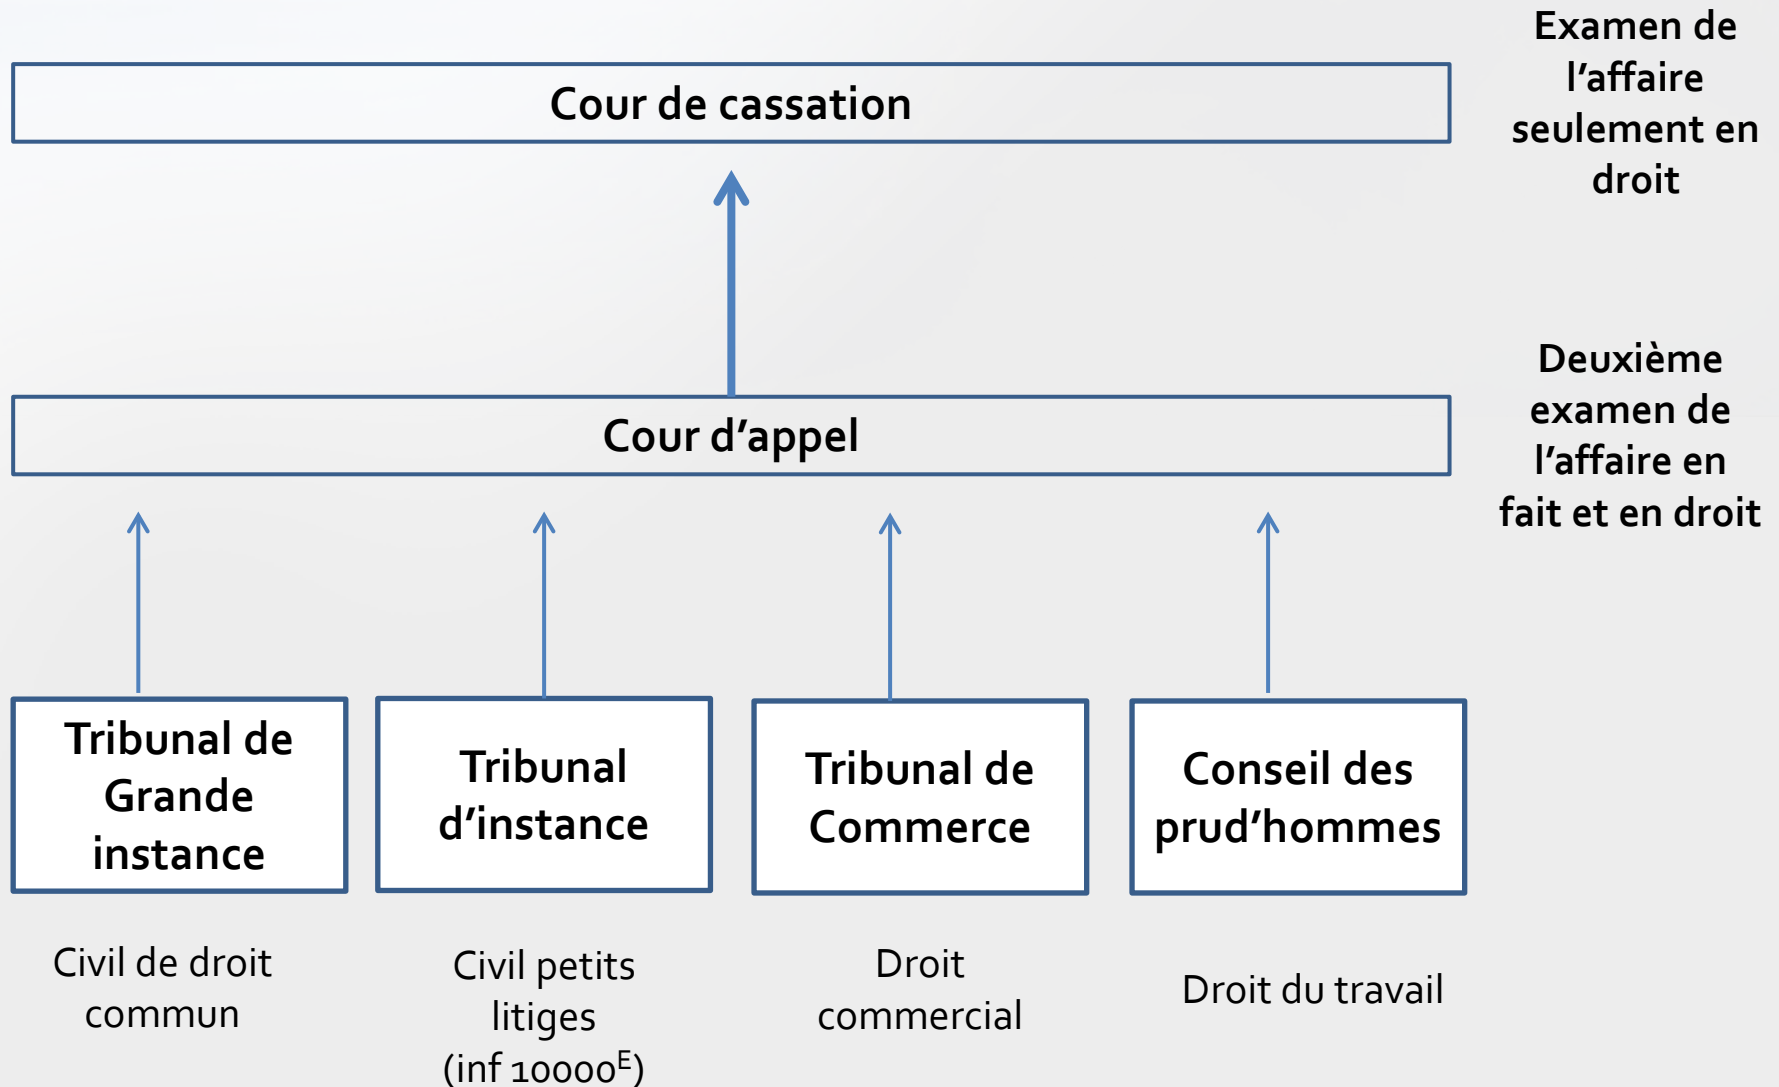 Examen de
l’affaire
seulement en
droit
Cour de cassation
Deuxième
examen de
l’affaire en
fait et en droit
Cour d’appel
Tribunal de
Grande
instance
Tribunal
d’instance
Tribunal de
Commerce
Conseil des
prud’hommes
Civil de droit
commun
Civil petits
litiges
(inf 10000E)
Droit
commercial
Droit du travail